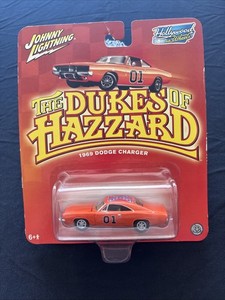 JOHNNY
LIGHTNING
Hollywood
01
THE
DUKES OF
HAZZARD
1969 DODGE CHARGER
01
6+